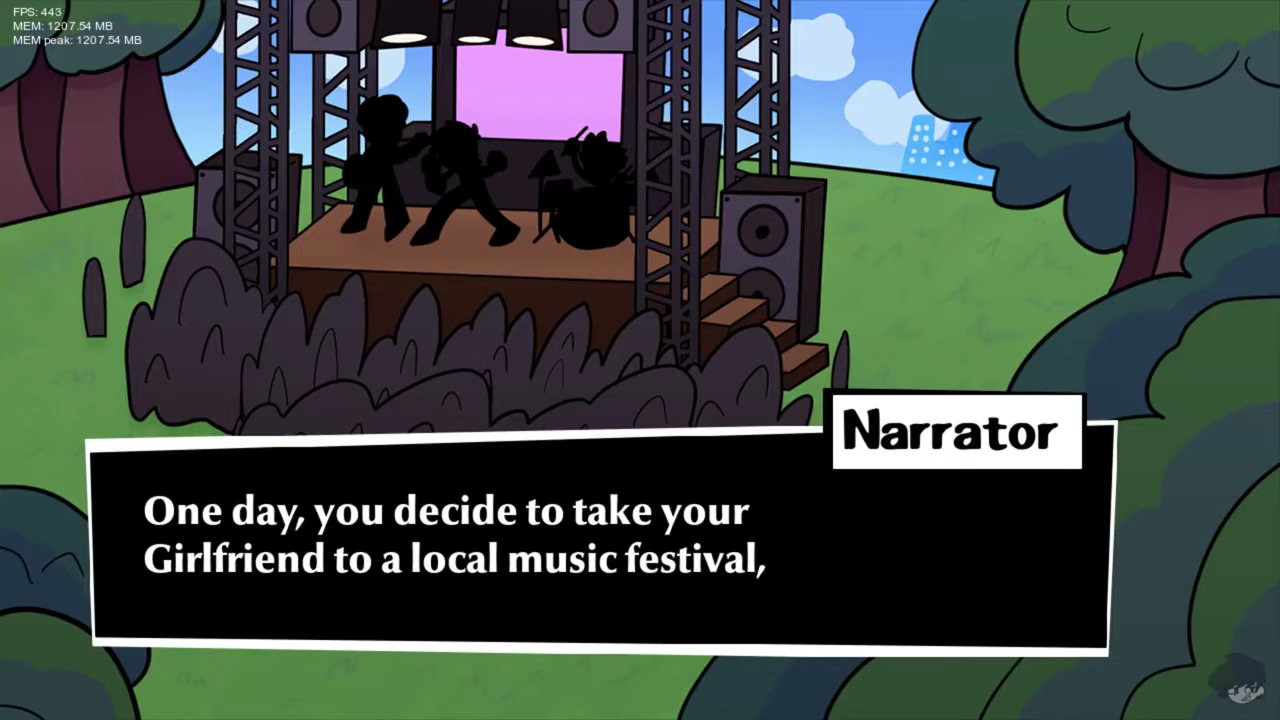 FPS: 443
MEM: 1207.54 MB
MEM peak: 1207.54 MB
Narrator
One day, you decide to take your
Girlfriend to a local music festival,